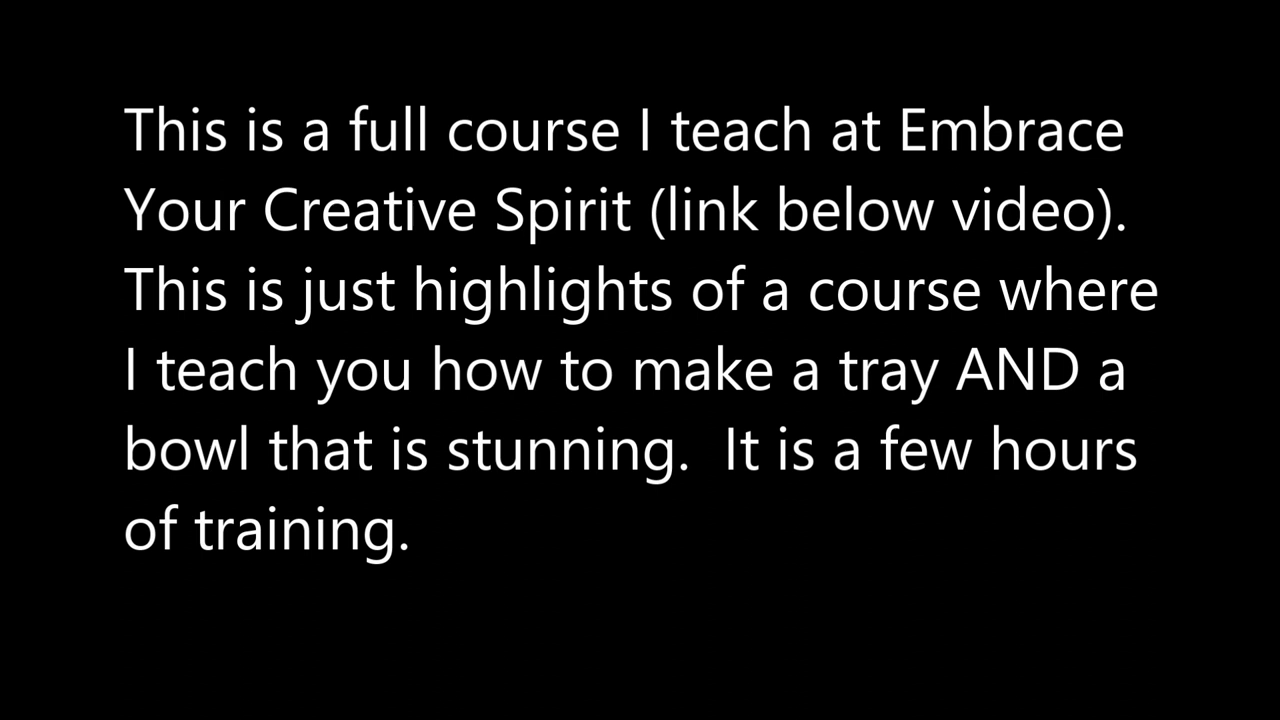 This is a full course I teach at Embrace
Your Creative Spirit (link below video).
This is just highlights of a course where
I teach you how to make a tray AND a
bowl that is stunning.  It is a few hours
of training.